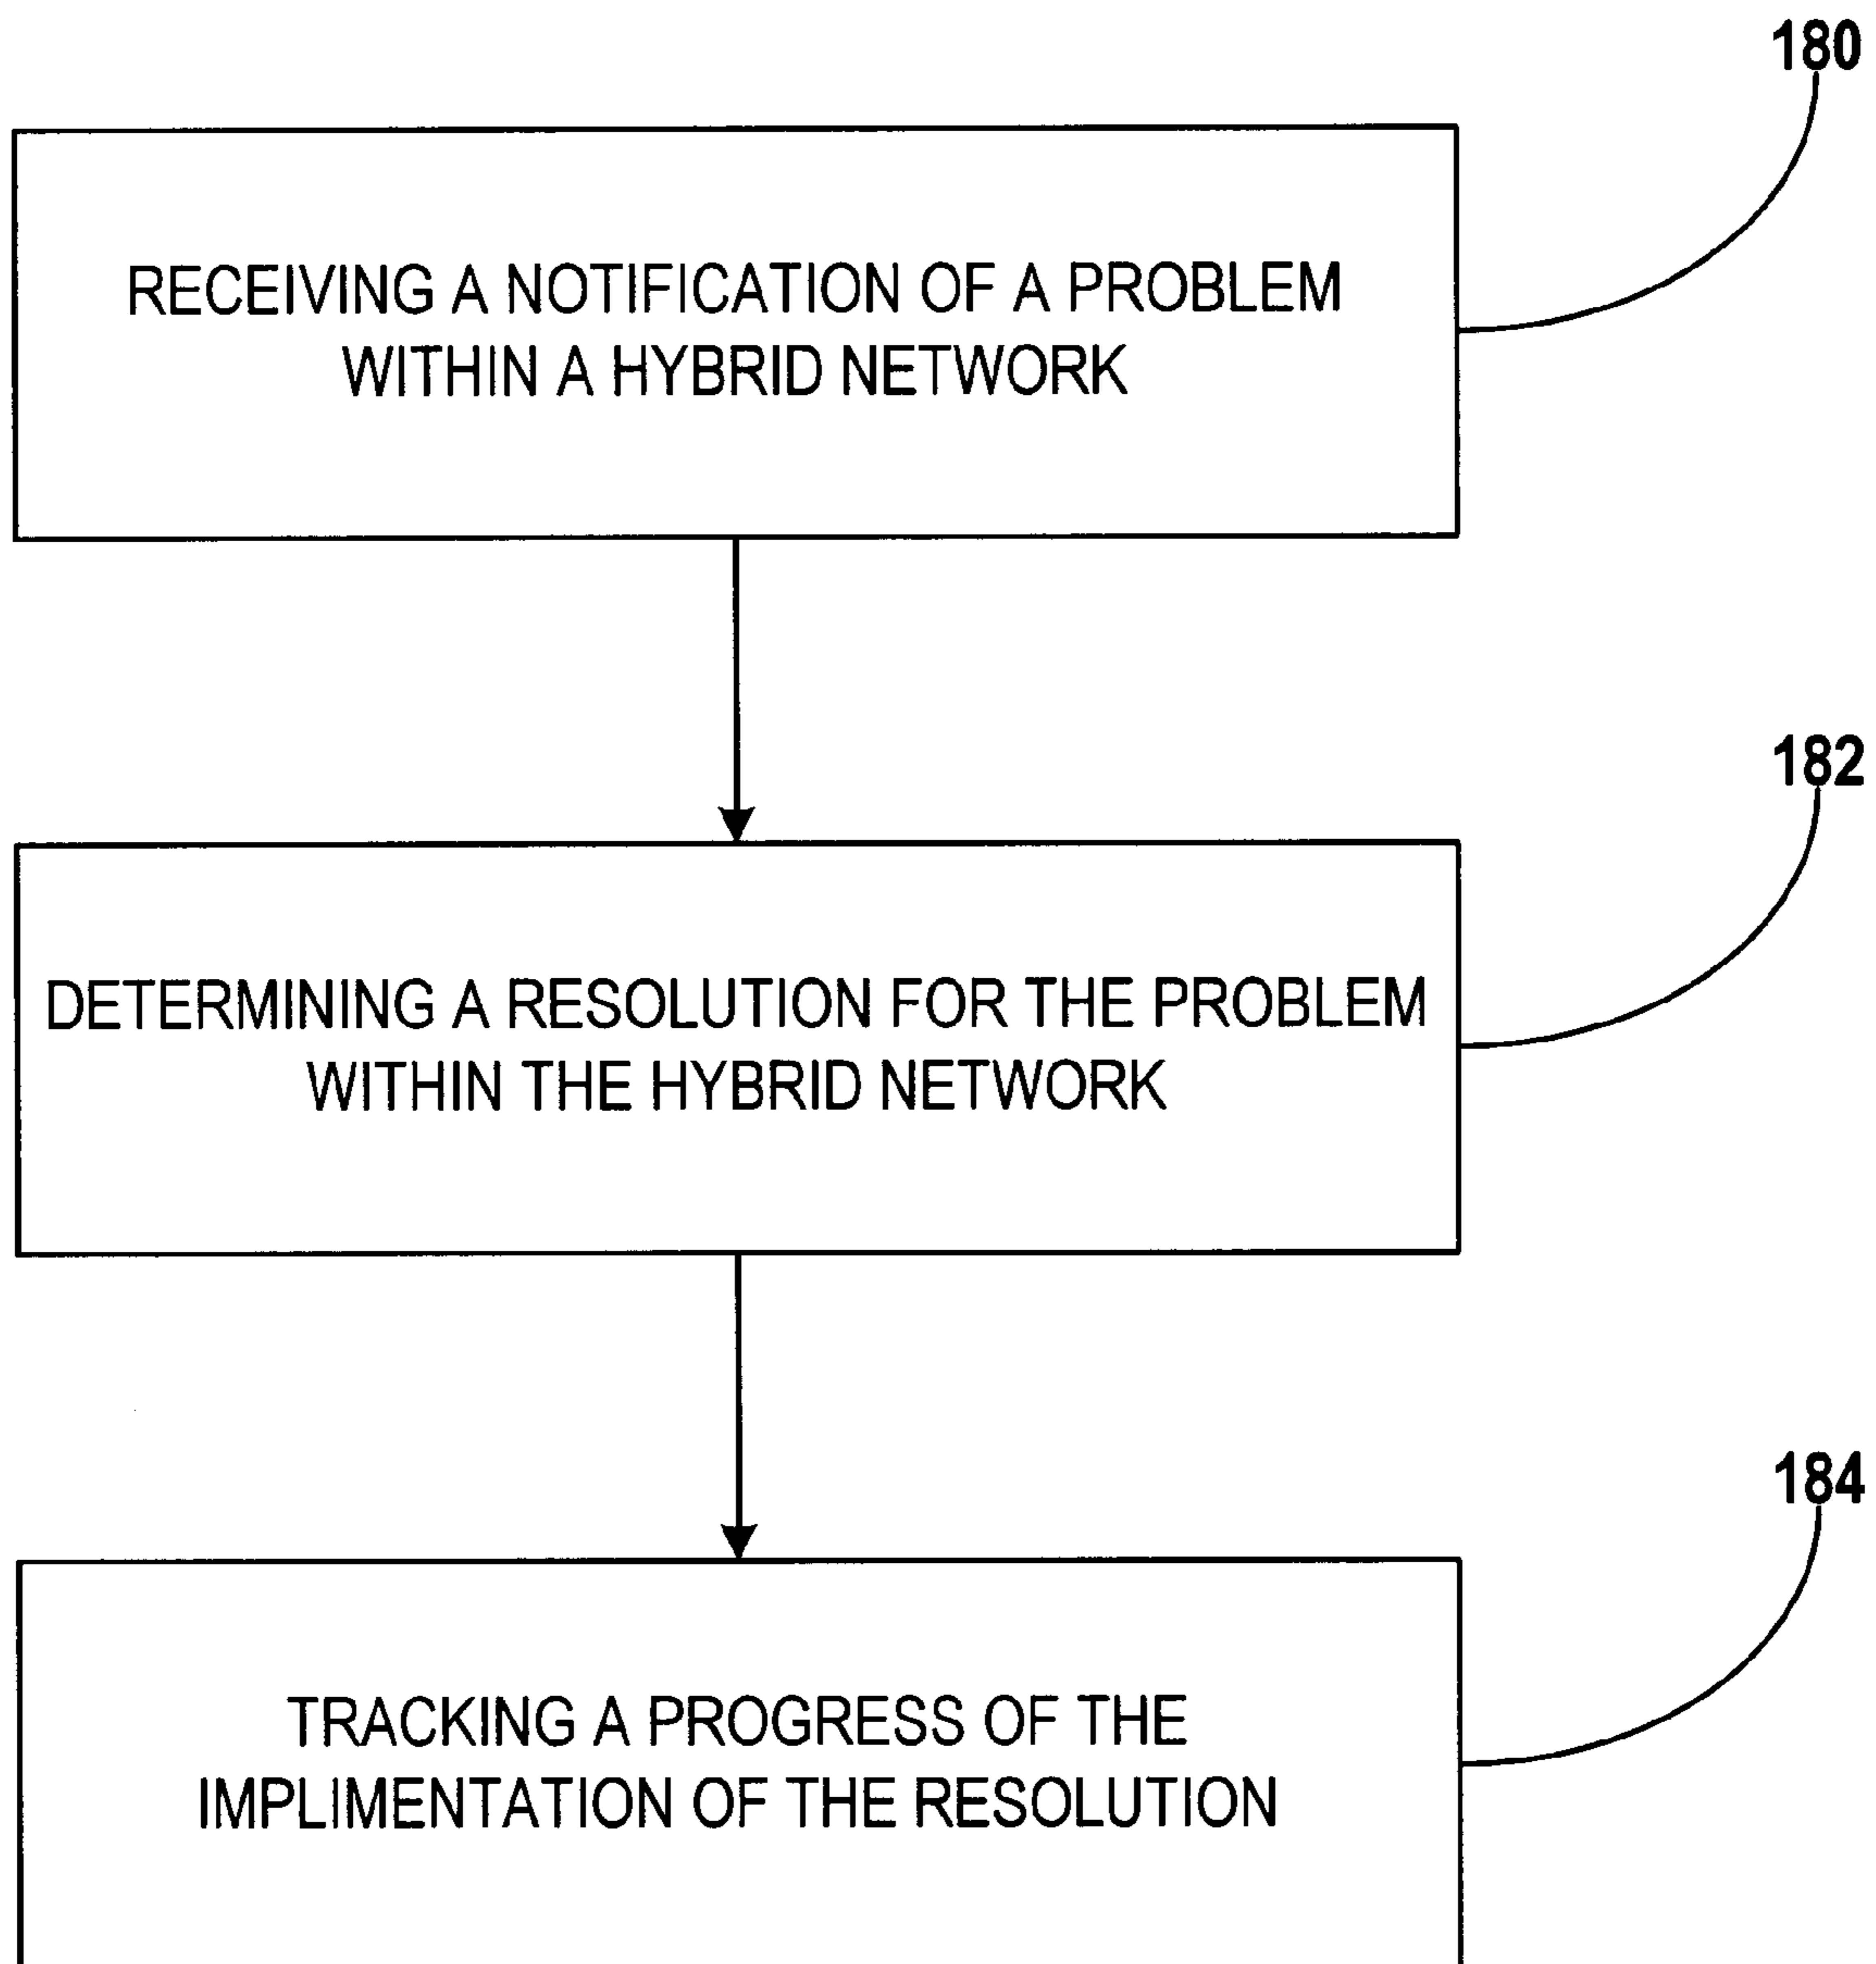 180
RECEIVING A NOTIFICATION OF A PROBLEM
WITHIN A HYBRID NETWORK
182
DETERMINING A RESOLUTION FOR THE PROBLEM
WITHIN THE HYBRID NETWORK
184
TRACKING A PROGRESS OF THE
IMPLIMENTATION OF THE RESOLUTION